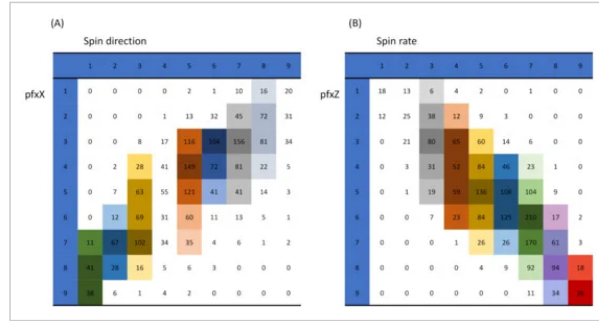 (A) (B)
Spin direction Spin rate
1 2 3 4 5 6 7 8 9 1 2 3 4 5 6 7 8 9
pfxX 1 0 0 0 0 2 1 10 16 20 pfxZ 1 18 13 6 4 0 0 1 0 0
2 0 0 0 1 13 32 45 72 31 2 12 25 38 12 9 3 0 0 0
3 0 0 8 17 116 156 81 34 3 0 21 80 65 60 14 6 0 0
4 0 2 28 41 149 72 81 22 5 4 0 3 31 52 84 46 23 1 0
5 0 7 63 55 121 41 41 14 3 5 0 1 19 59 136 108 104 9 0
6 0 12 69 31 60 11 13 5 1 6 0 0 7 23 84 125 17 2
7 11 67 102 34 35 4 6 1 2 7 0 0 0 1 26 26 170 61 3
8 41 28 16 5 6 3 0 0 0 8 0 0 0 0 4 9 92 94 18
9 38 6 1 4 2 0 0 0 0 9 0 0 0 0 0 0 11 34